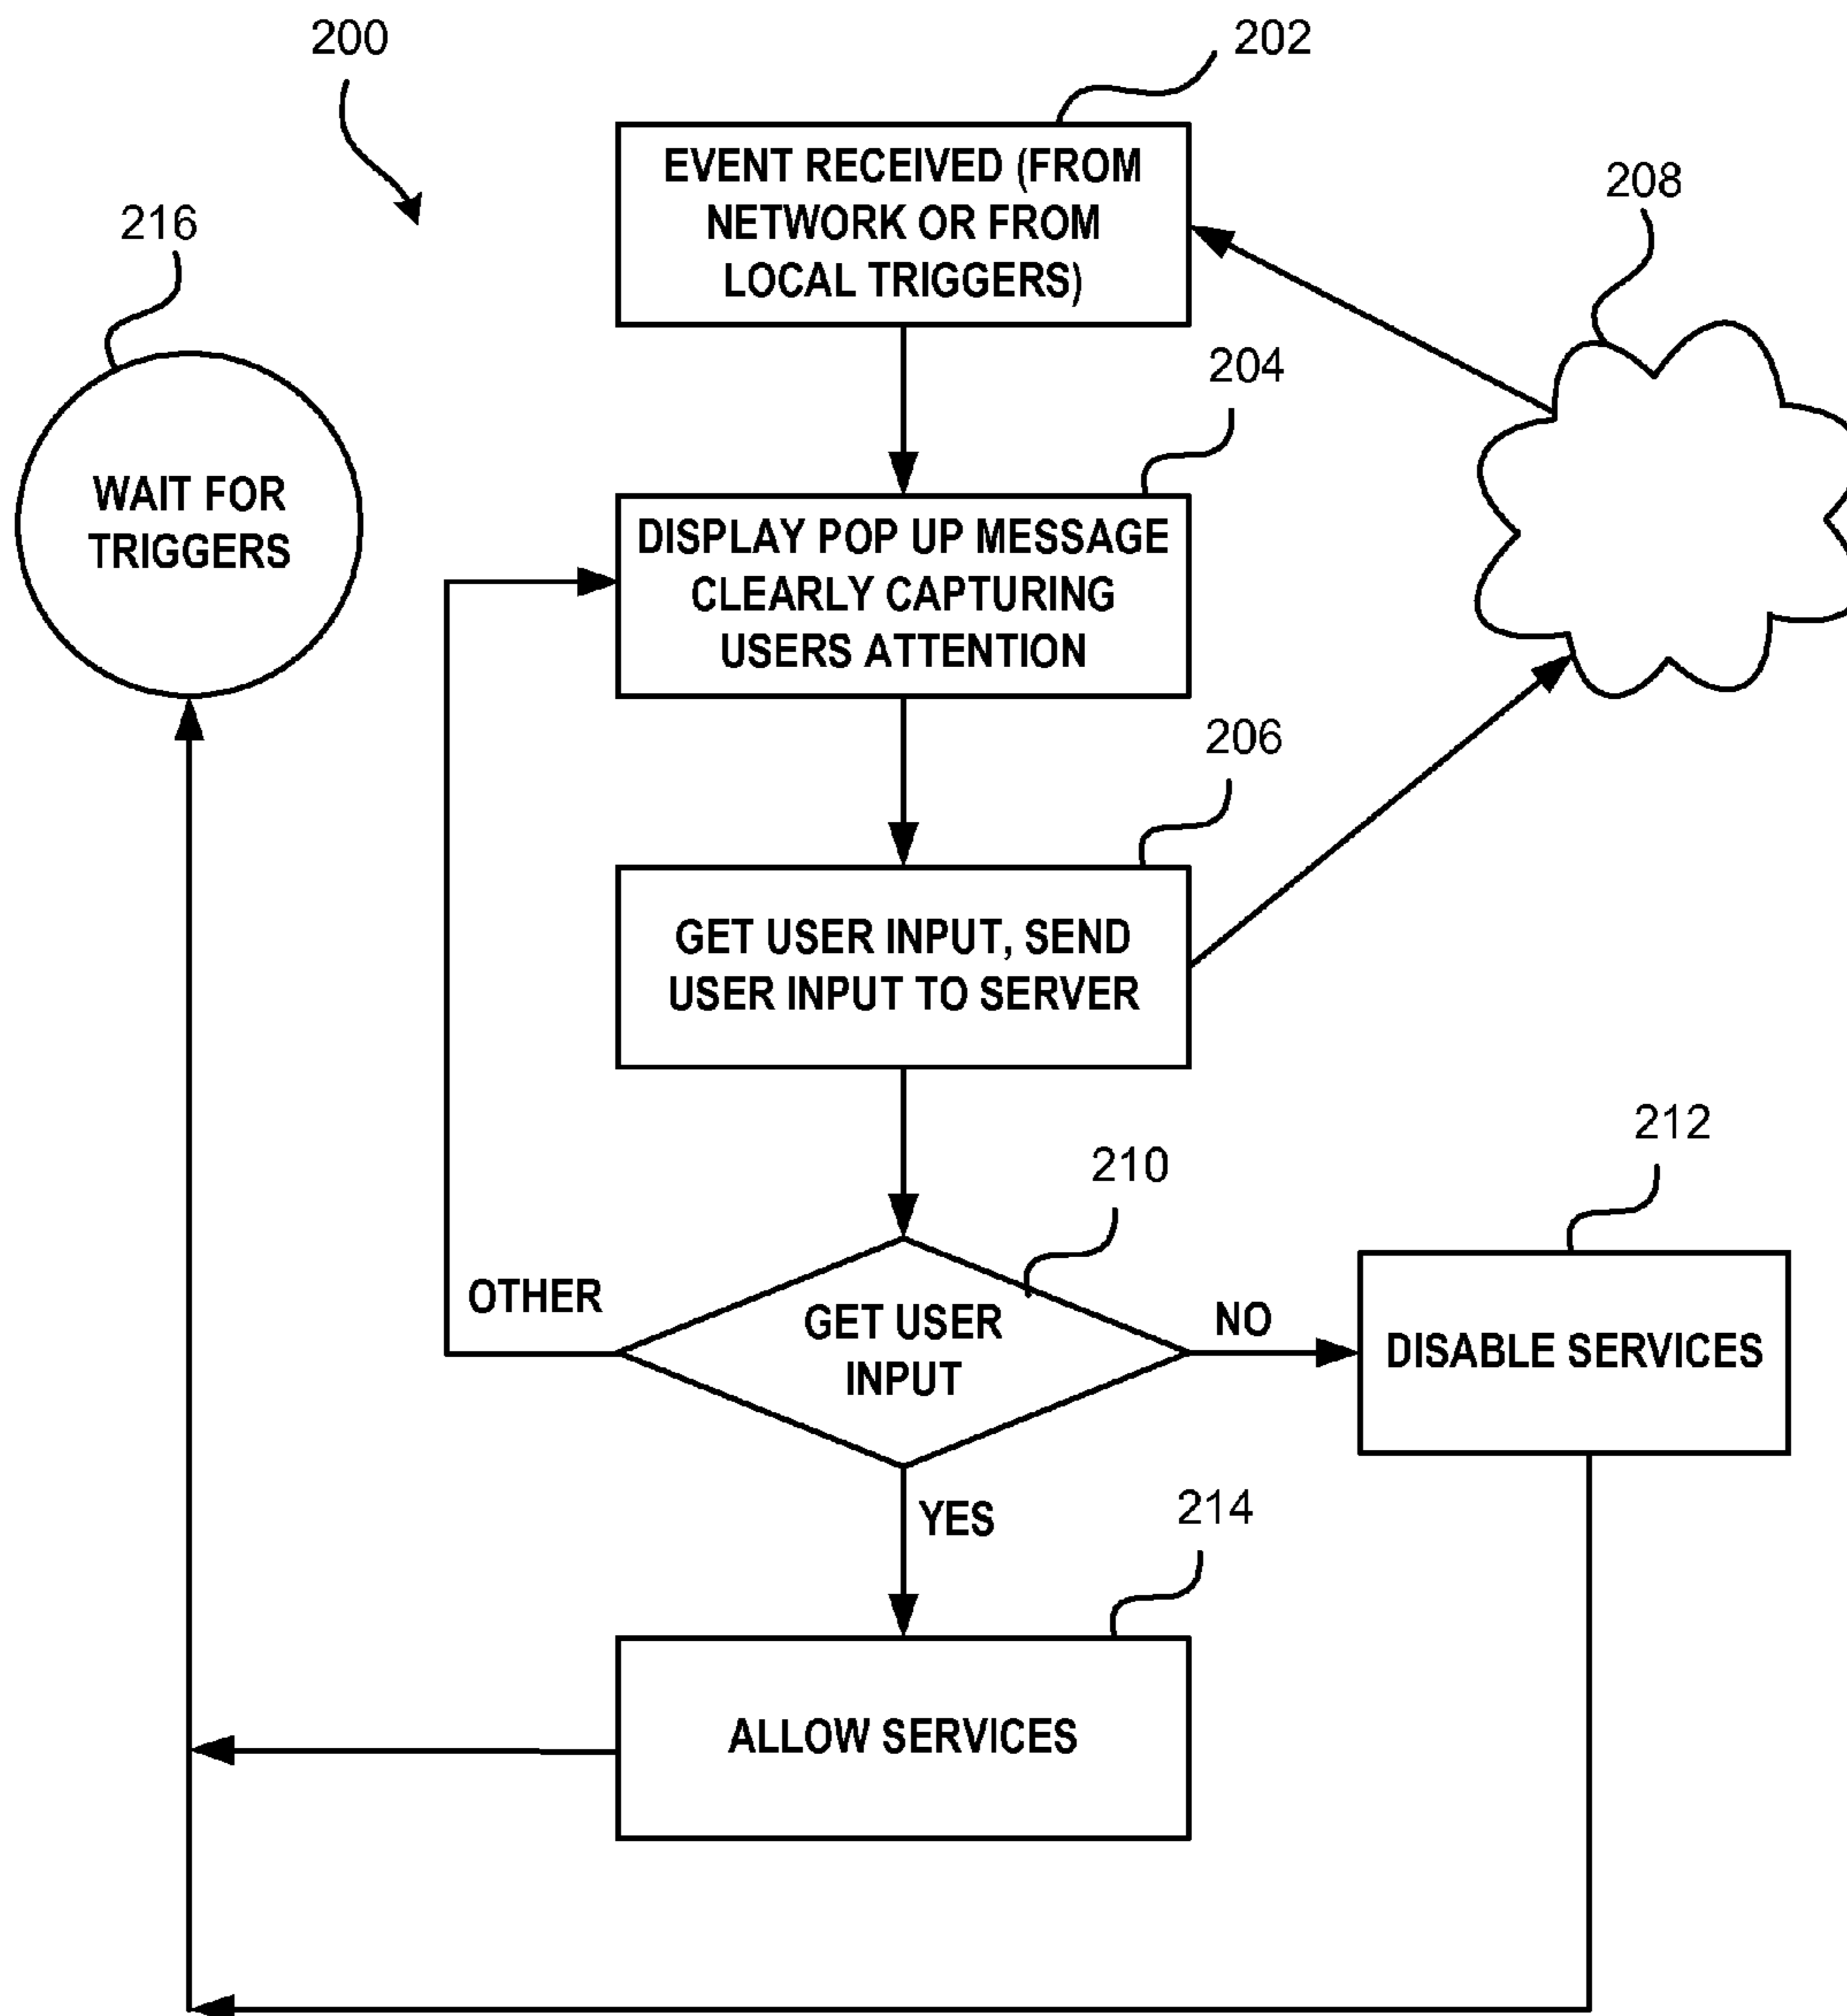 200
202
EVENT RECEIVED (FROM
NETWORK OR FROM
LOCAL TRIGGERS)
208
216
WAIT FOR
TRIGGERS
204
DISPLAY POP UP MESSAGE
CLEARLY CAPTURING
USERS ATTENTION
206
GET USER INPUT, SEND
USER INPUT TO SERVER
210
212
OTHER
GET USER
INPUT
NO
DISABLE SERVICES
YES
214
ALLOW SERVICES